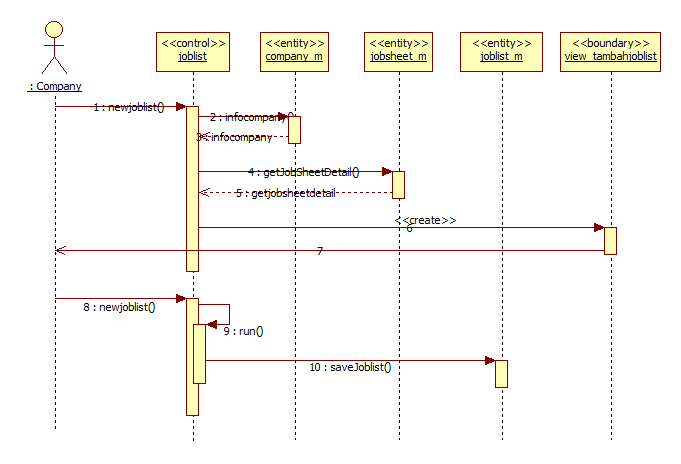 <<control>>
joblist
<<entity>>
company_m
<<entity>>
jobsheet_m
<<entity>>
joblist_m
<<boundary>>
view_tambahjoblist
: Company
1 : newjoblist()
2 : infocompany()
3 : infocompany
4 : getJobSheetDetail()
5 : getjobsheetdetail
<<create>>
6
7
8 : newjoblist()
9 : run()
10 : saveJoblist()